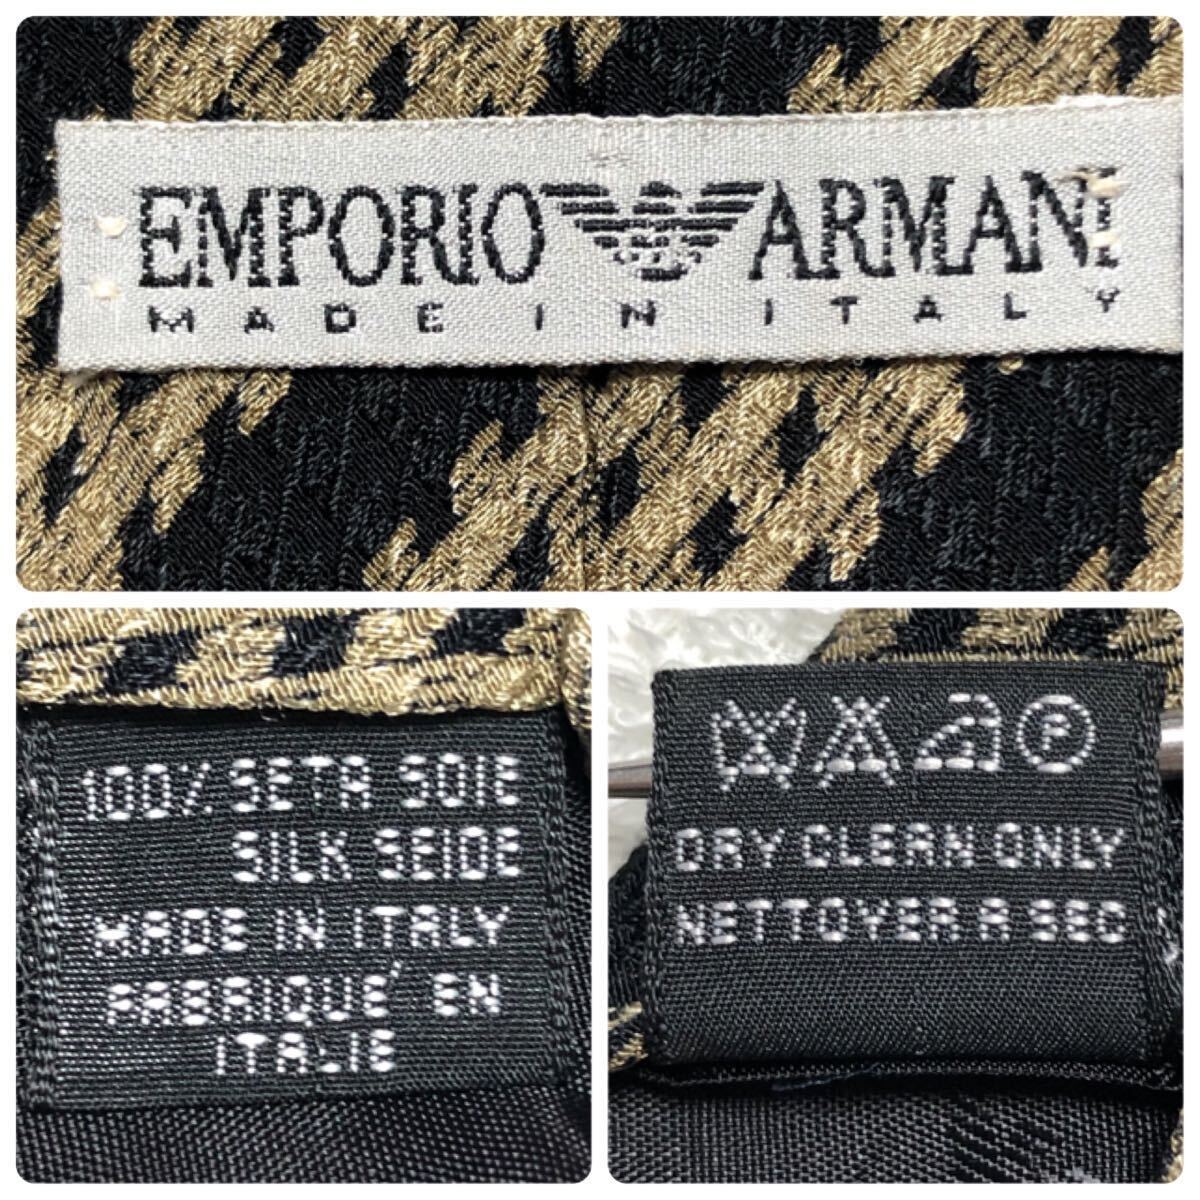 EMPORIO ARMANI
MADE IN ITALY
100% SETA SOIE
SILK SEIDE
MADE IN ITALY
FABRIQUÉ EN
ITALIE
P
DRY CLEAN ONLY
NETTOYER A SEC